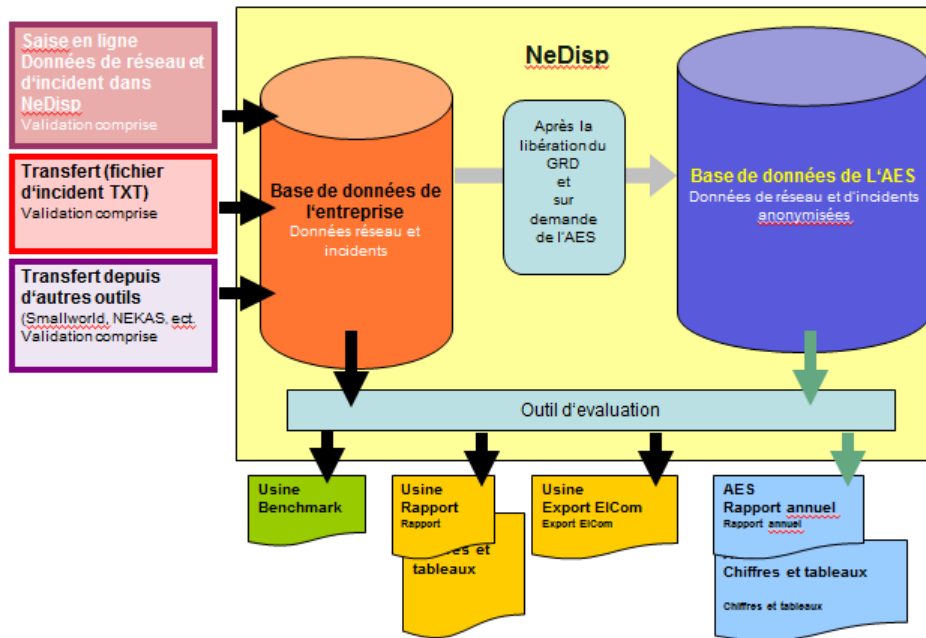 Saise en ligne
Données de réseau et
d'incident dans
NeDisp
Validation comprise
Transfert (fichier
d'incident TXT)
Validation comprise
Transfert depuis
d'autres outils
(Smallworld, NEKAS, ect.
Validation comprise
NeDisp
Base de données de
l'entreprise
Données réseau et
incidents
Après la
libération du
GRD
et
sur
demande
de l'AES
Base de données de L'AES
Données de réseau et d'incidents
anonymisées
Outil d'evaluation
Usine
Benchmark
Usine
Rapport
Rapport
et
tableaux
Usine
Export ElCom
Export ElCom
AES
Rapport annuel
Rapport annuel
Chiffres et tableaux
Chiffres et tableaux